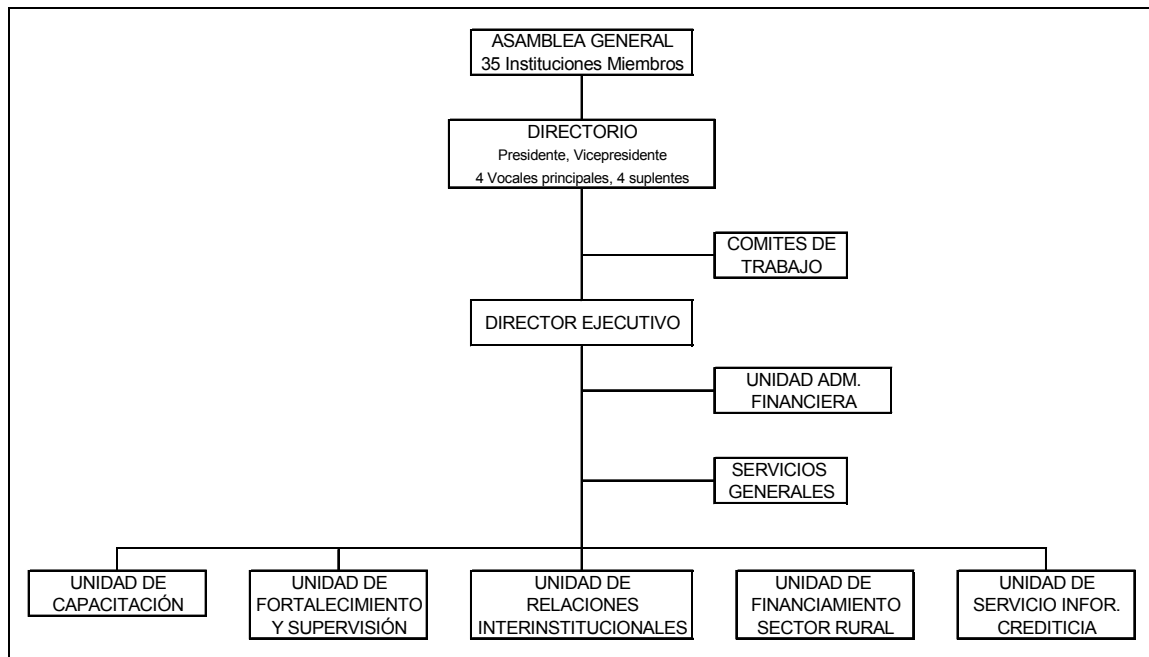 ASAMBLEA GENERAL
35 Instituciones Miembros
DIRECTORIO
Presidente, Vicepresidente
4 Vocales principales, 4 suplentes
COMITES DE
TRABAJO
DIRECTOR EJECUTIVO
UNIDAD ADM.
FINANCIERA
SERVICIOS
GENERALES
UNIDAD DE
CAPACITACIÓN
UNIDAD DE
FORTALECIMIENTO
Y SUPERVISIÓN
UNIDAD DE
RELACIONES
INTERINSTITUCIONALES
UNIDAD DE
FINANCIAMIENTO
SECTOR RURAL
UNIDAD DE
SERVICIO INFOR.
CREDITICIA